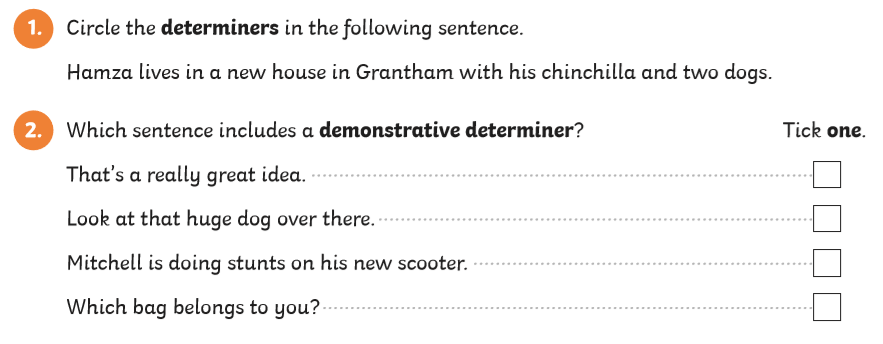 1. Circle the determiners in the following sentence.
Hamza lives in a new house in Grantham with his chinchilla and two dogs.
2. Which sentence includes a demonstrative determiner? Tick one.
That's a really great idea.
Look at that huge dog over there.
Mitchell is doing stunts on his new scooter.
Which bag belongs to you?